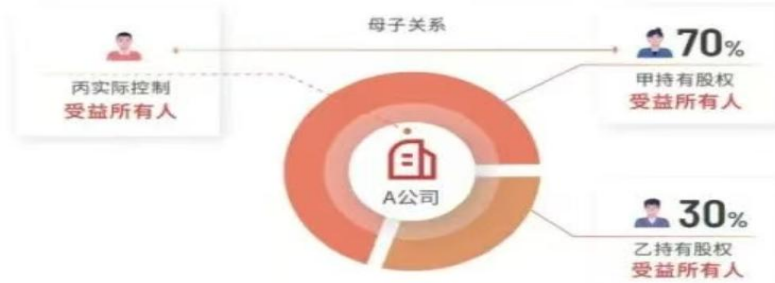 母子关系
丙实际控制
受益所有人
70%
甲持有股权
受益所有人
A公司
30%
乙持有股权
受益所有人